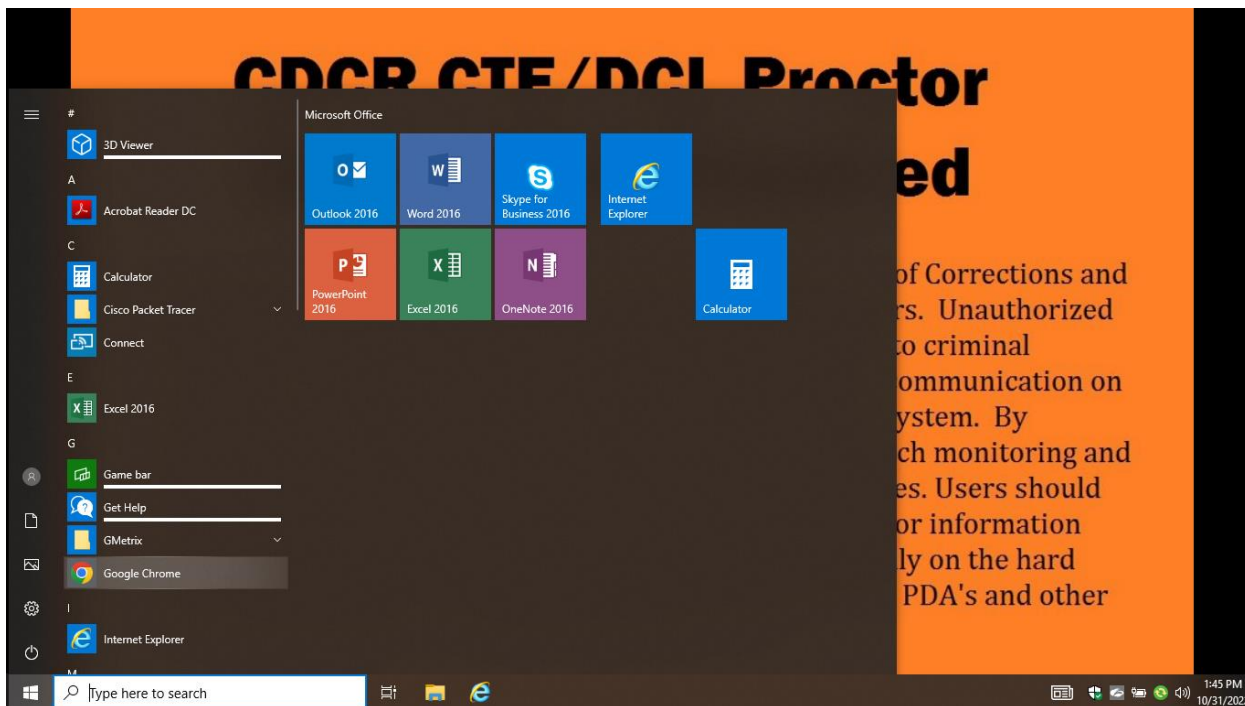 CDCR CTE/DCL Proctor
ed
#
3D Viewer
A
Acrobat Reader DC
C
Calculator
Cisco Packet Tracer
Connect
E
Excel 2016
G
Game bar
Get Help
GMetrix
Google Chrome
I
Internet Explorer
M
Microsoft Office
Outlook 2016
Word 2016
Skype for
Business 2016
Internet
Explorer
PowerPoint
2016
Excel 2016
OneNote 2016
Calculator
of Corrections and
rs. Unauthorized
to criminal
ommunication on
ystem. By
ch monitoring and
es. Users should
or information
ly on the hard
PDA's and other
Type here to search
1:45 PM
10/31/202